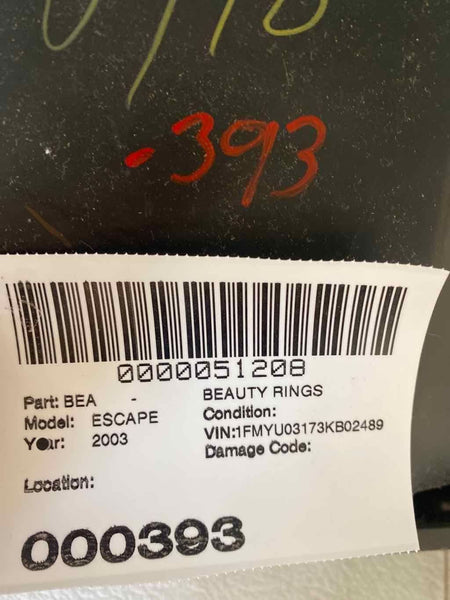 -393
0000051208
Part: BEA - BEAUTY RINGS
Model: ESCAPE Condition:
Year: 2003 VIN:1FMYU03173KB02489
Damage Code:
Location:
000393